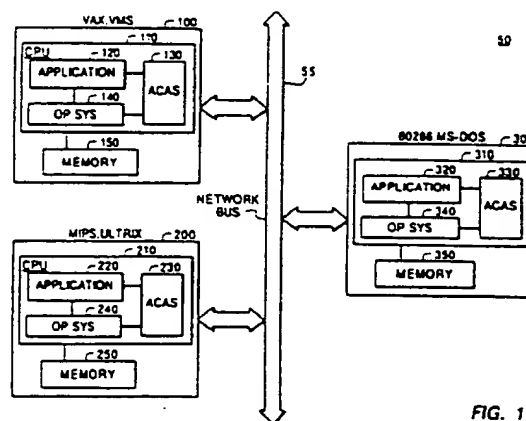 VAX,VMS 100
110
CPU 120 130
APPLICATION
ACAS
140
OP SYS
150
MEMORY
50
55
NETWORK
BUS
80286,MS-DOS 30
310
320 330
APPLICATION
ACAS
340
OP SYS
350
MEMORY
MIPS,ULTRIX 200
210
CPU 220 230
APPLICATION
ACAS
240
OP SYS
250
MEMORY
FIG. 1